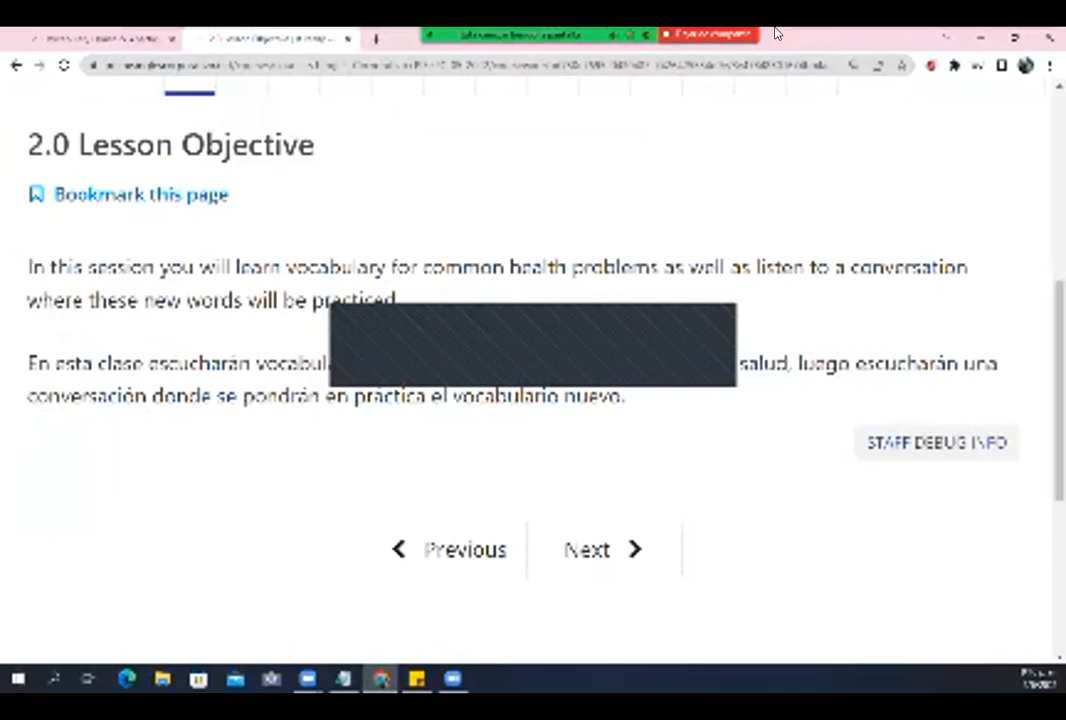 2.0 Lesson Objective
Bookmark this page
In this session you will learn vocabulary for common health problems as well as listen to a conversation
where these new words will be practiced
En esta clase escucharán salud, luego escucharán una
conversación donde se pondrán en práctica el vocabulario nuevo.
STAFF DEBUG INFO
Previous Next